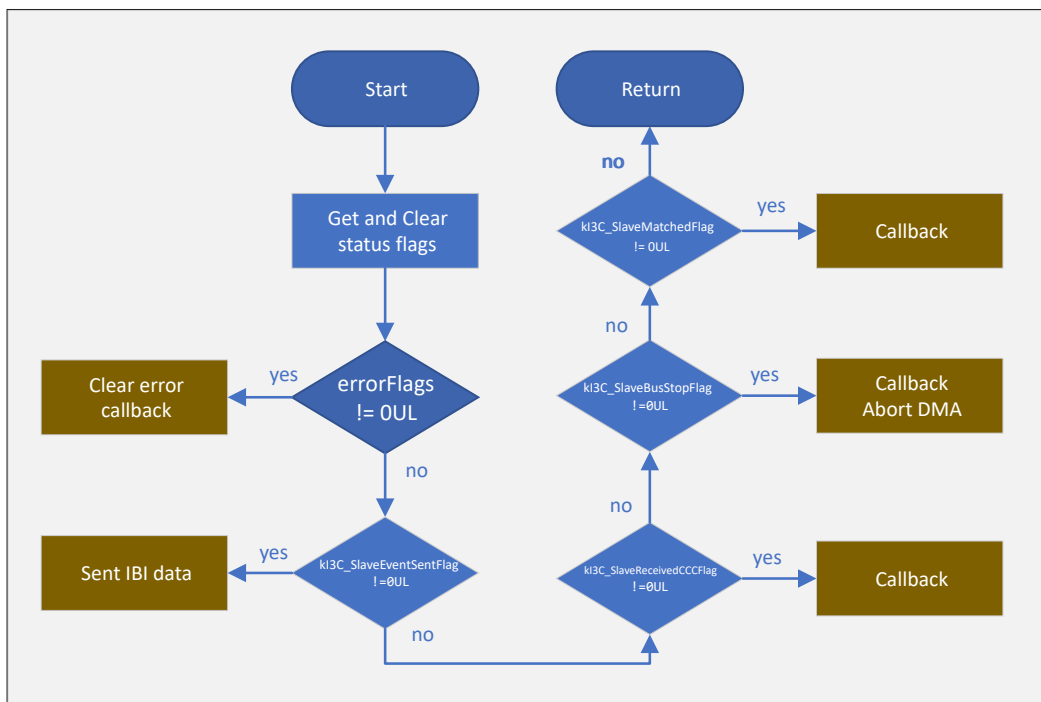 Start
Get and Clear
status flags
errorFlags
!= 0UL
yes
Clear error
callback
no
kI3C_SlaveEventSentFlag
!=0UL
yes
Sent IBI data
no
kI3C_SlaveReceivedCCCFlag
!=0UL
yes
Callback
no
kI3C_SlaveBusStopFlag
!=0UL
yes
Callback
Abort DMA
no
kI3C_SlaveMatchedFlag
!= 0UL
yes
Callback
no
Return